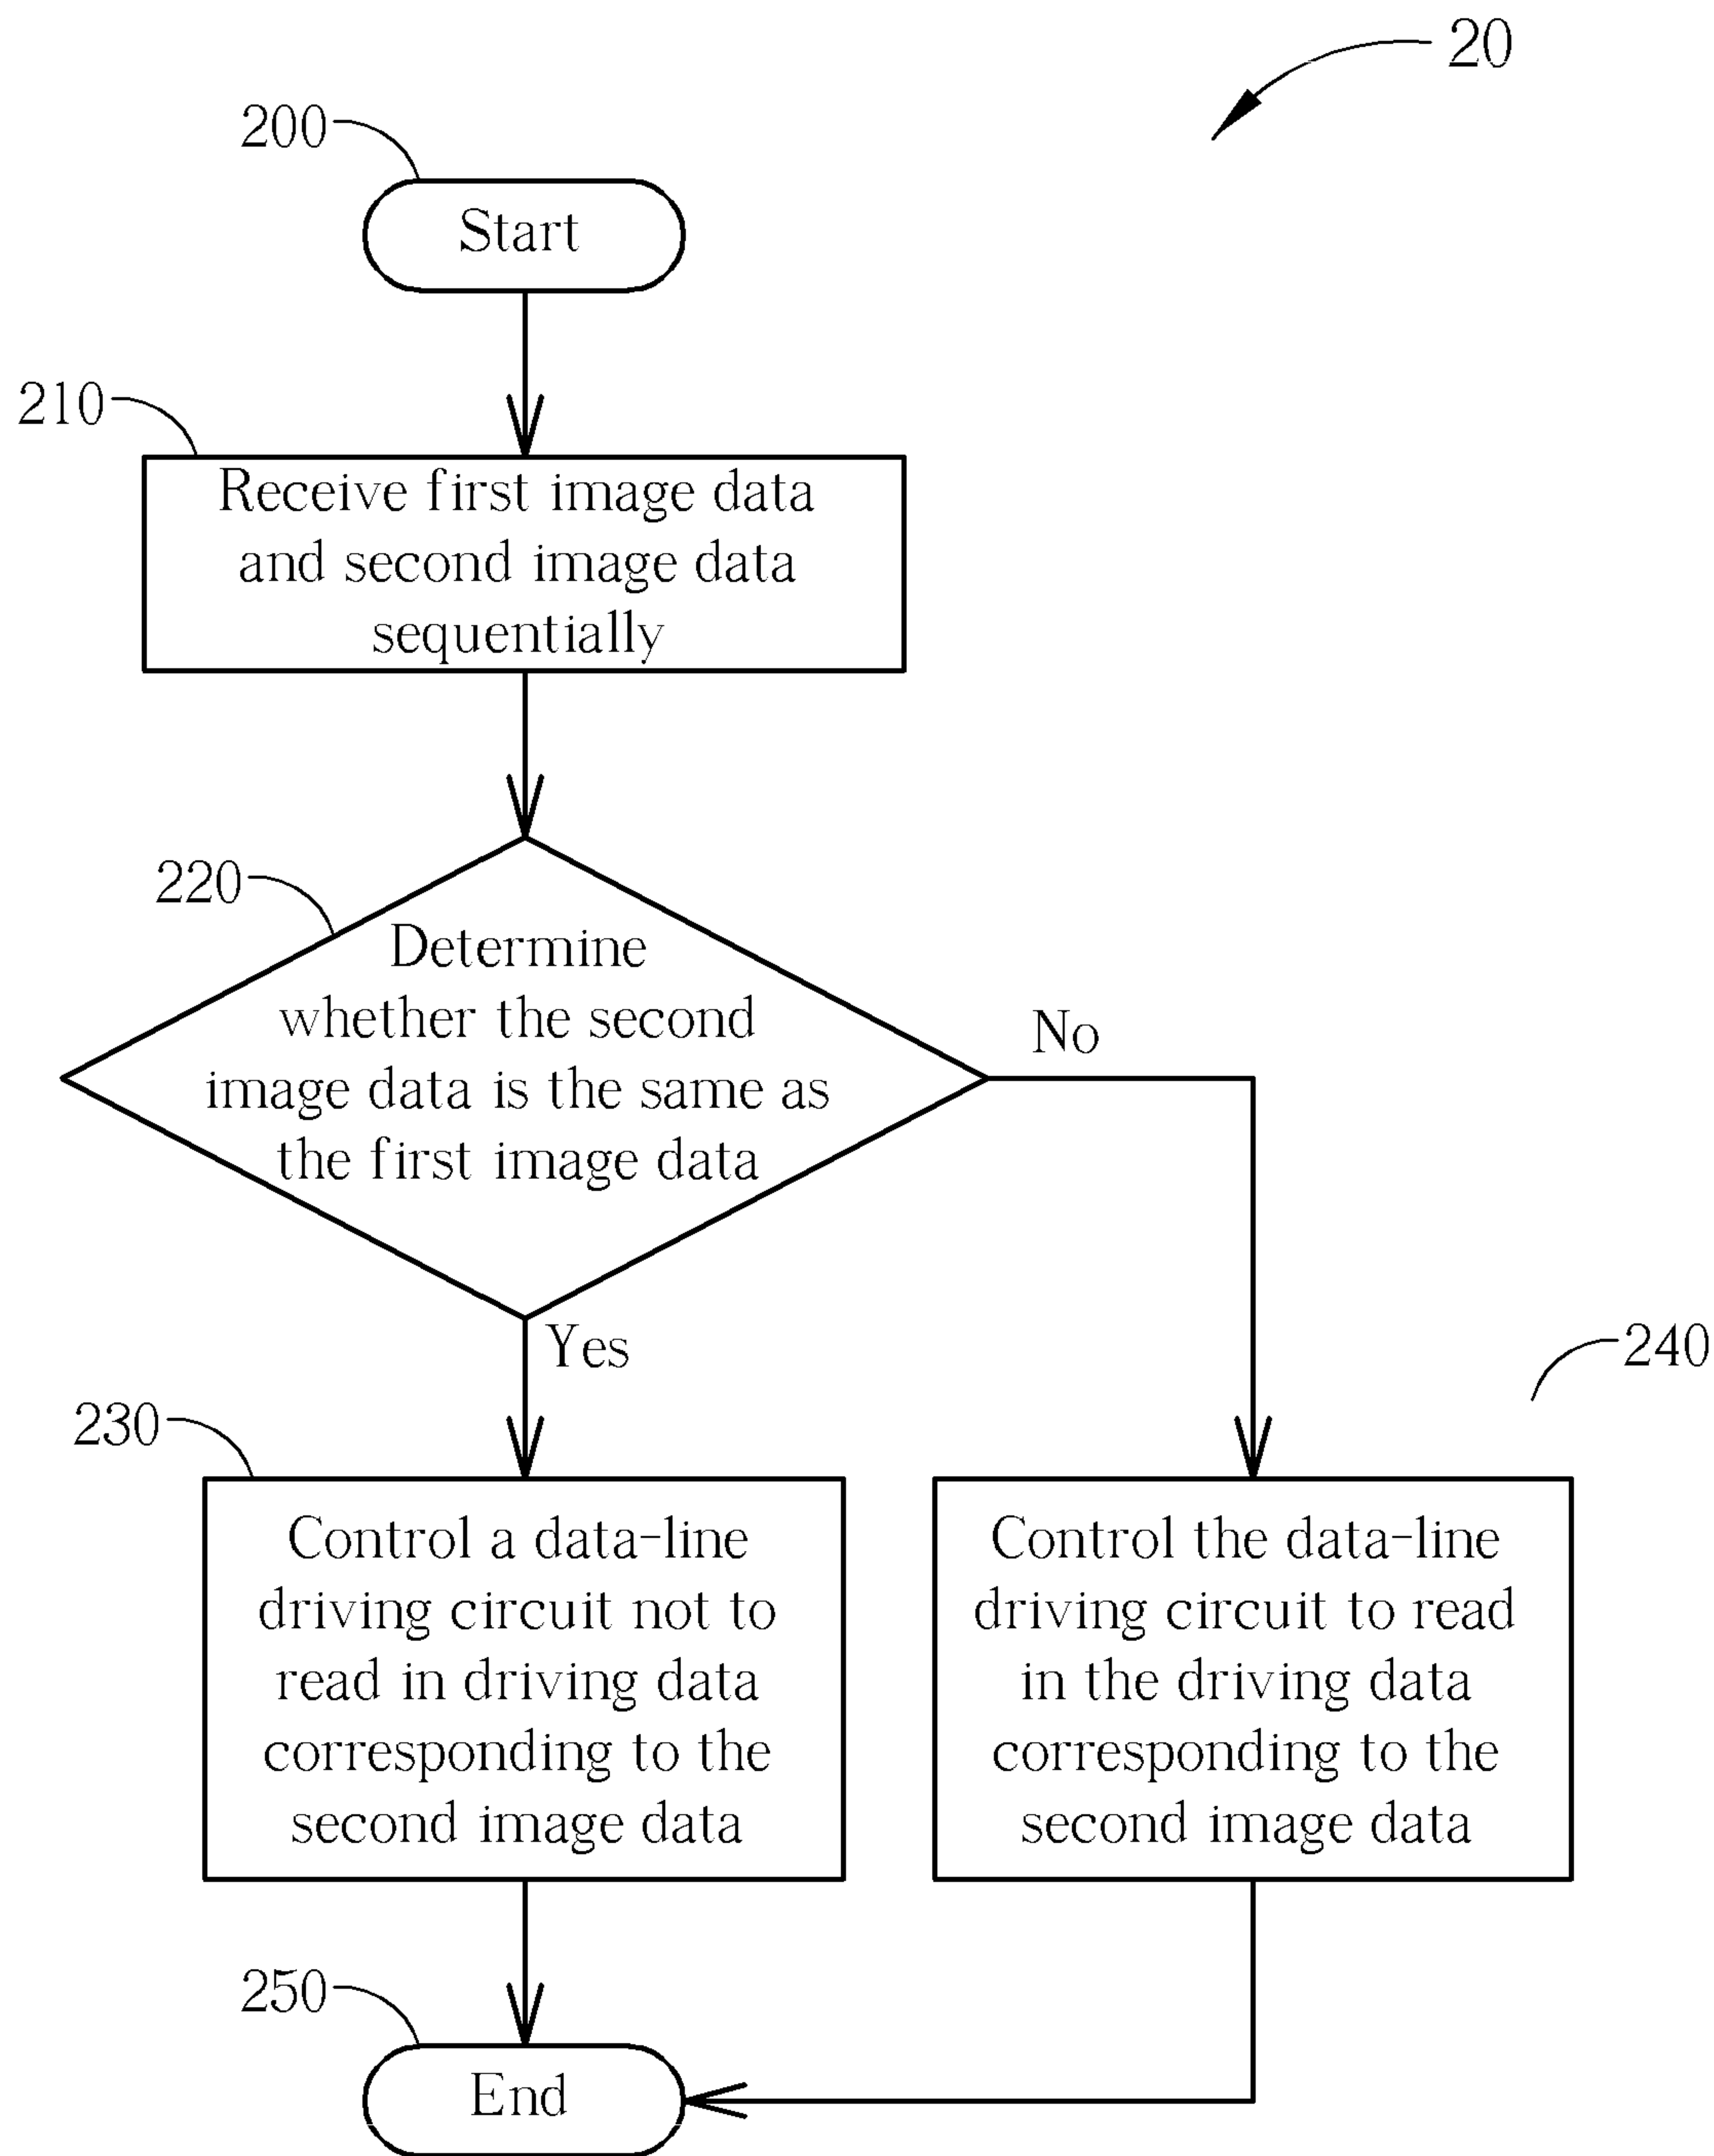 20
200
Start
210
Receive first image data
and second image data
sequentially
220
Determine
whether the second
image data is the same as
the first image data
No
Yes
240
230
Control a data-line
driving circuit not to
read in driving data
corresponding to the
second image data
Control the data-line
driving circuit to read
in the driving data
corresponding to the
second image data
250
End